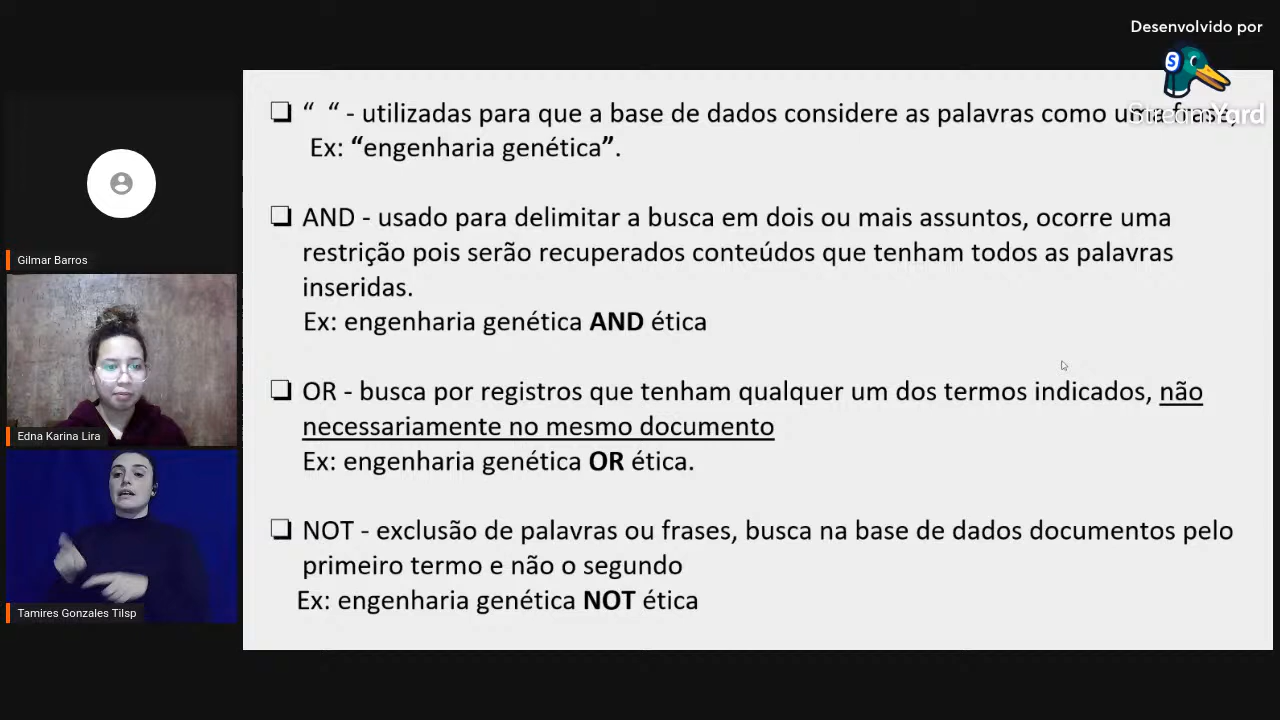 Desenvolvido por
StreamYard
“ “ - utilizadas para que a base de dados considere as palavras como uma frase,
Ex: “engenharia genética”.
AND - usado para delimitar a busca em dois ou mais assuntos, ocorre uma
restrição pois serão recuperados conteúdos que tenham todos as palavras
inseridas.
Ex: engenharia genética AND ética
OR - busca por registros que tenham qualquer um dos termos indicados, não
necessariamente no mesmo documento
Ex: engenharia genética OR ética.
NOT - exclusão de palavras ou frases, busca na base de dados documentos pelo
primeiro termo e não o segundo
Ex: engenharia genética NOT ética
Gilmar Barros
Edna Karina Lira
Tamires Gonzales Tilsp